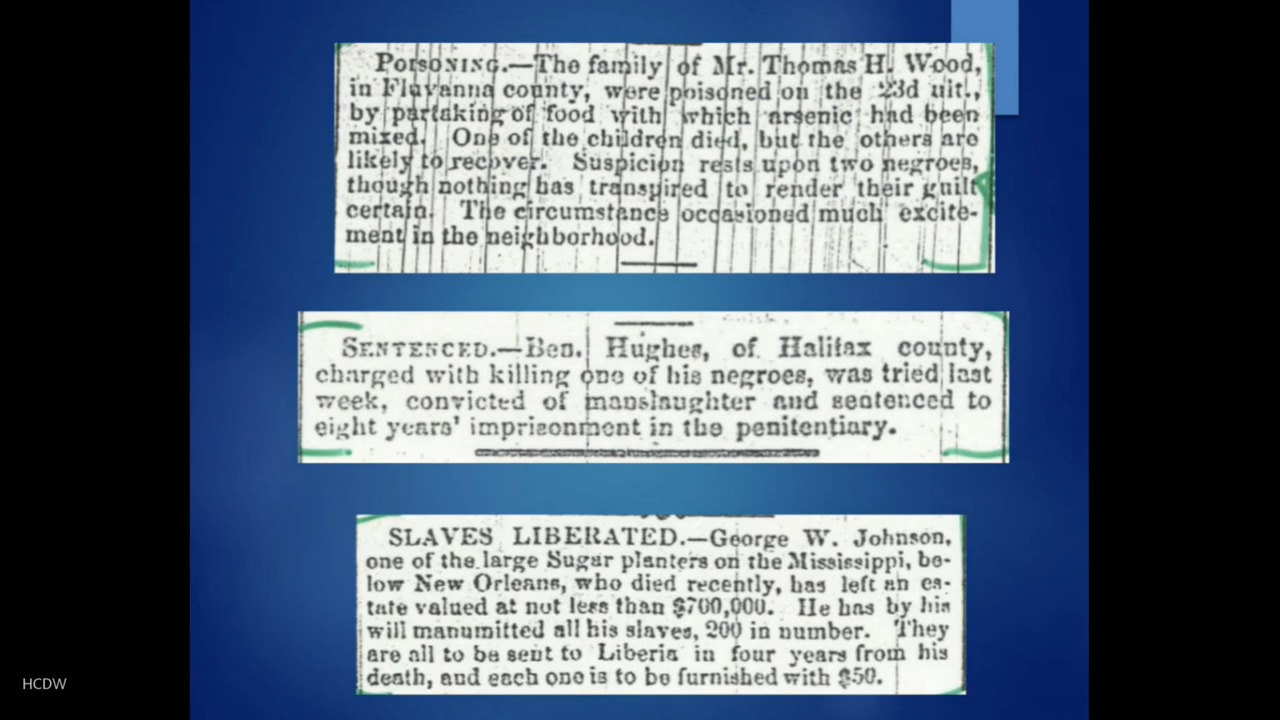 POISONING.—The family of Mr. Thomas H. Wood,
in Fluvanna county, were poisoned on the 23d ult.,
by partaking of food with which arsenic had been
mixed. One of the children died, but the others are
likely to recover. Suspicion rests upon two negroes,
though nothing has transpired to render their guilt
certain. The circumstance occasioned much excite-
ment in the neighborhood.
SENTENCED.—Ben. Hughes, of Halifax county,
charged with killing one of his negroes, was tried last
week, convicted of manslaughter and sentenced to
eight years' imprisonment in the penitentiary.
SLAVES LIBERATED.—George W. Johnson,
one of the large Sugar planters on the Mississippi, be-
low New Orleans, who died recently, has left an es-
tate valued at not less than $700,000. He has by his
will manumitted all his slaves, 200 in number. They
are all to be sent to Liberia in four years from his
death, and each one is to be furnished with $50.
HCDW